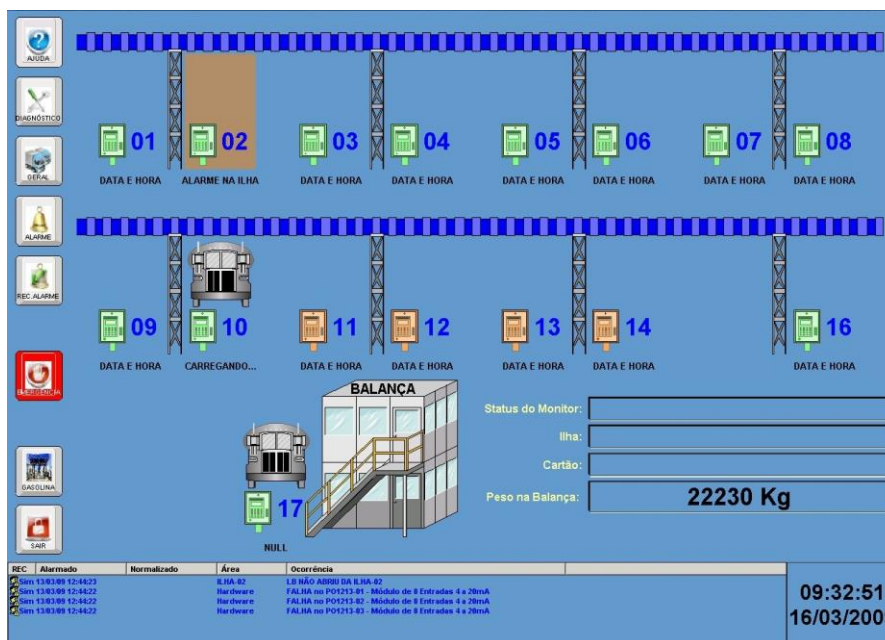 AJUDA
DIAGNÓSTICO
01 02 03 04 05 06 07 08
GERAL
DATA E HORA ALARME NA ILHA DATA E HORA DATA E HORA DATA E HORA DATA E HORA DATA E HORA DATA E HORA
ALARME
REC.ALARME
09 10 11 12 13 14 16
DATA E HORA CARREGANDO... DATA E HORA DATA E HORA DATA E HORA DATA E HORA DATA E HORA
EMERGÊNCIA
BALANÇA
Status do Monitor:
Ilha:
Cartão:
Peso na Balança: 22230 Kg
GASOLINA
17
NULL
SAIR
REC Alarmado Normalizado Área Ocorrência
Sim 13/03/09 12:44:23 ILHA-02 LB NÃO ABRIU DA ILHA-02
Sim 13/03/09 12:44:22 Hardware FALHA no PO1213-01 - Módulo de 8 Entradas 4 a 20mA
Sim 13/03/09 12:44:22 Hardware FALHA no PO1213-02 - Módulo de 8 Entradas 4 a 20mA
Sim 13/03/09 12:44:22 Hardware FALHA no PO1213-03 - Módulo de 8 Entradas 4 a 20mA
09:32:51
16/03/200